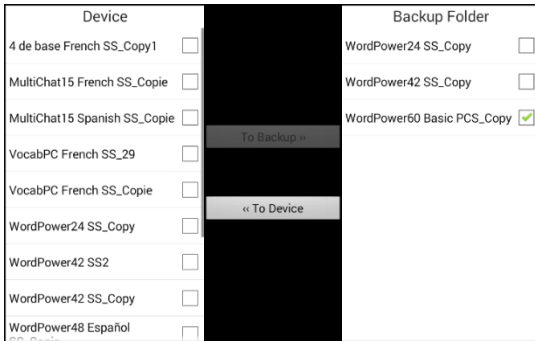 Device
4 de base French SS_Copy1
MultiChat15 French SS_Copie
MultiChat15 Spanish SS_Copie
VocabPC French SS_29
VocabPC French SS_Copie
WordPower24 SS_Copy
WordPower42 SS2
WordPower42 SS_Copy
WordPower48 Español
To Backup »
« To Device
Backup Folder
WordPower24 SS_Copy
WordPower42 SS_Copy
WordPower60 Basic PCS_Copy